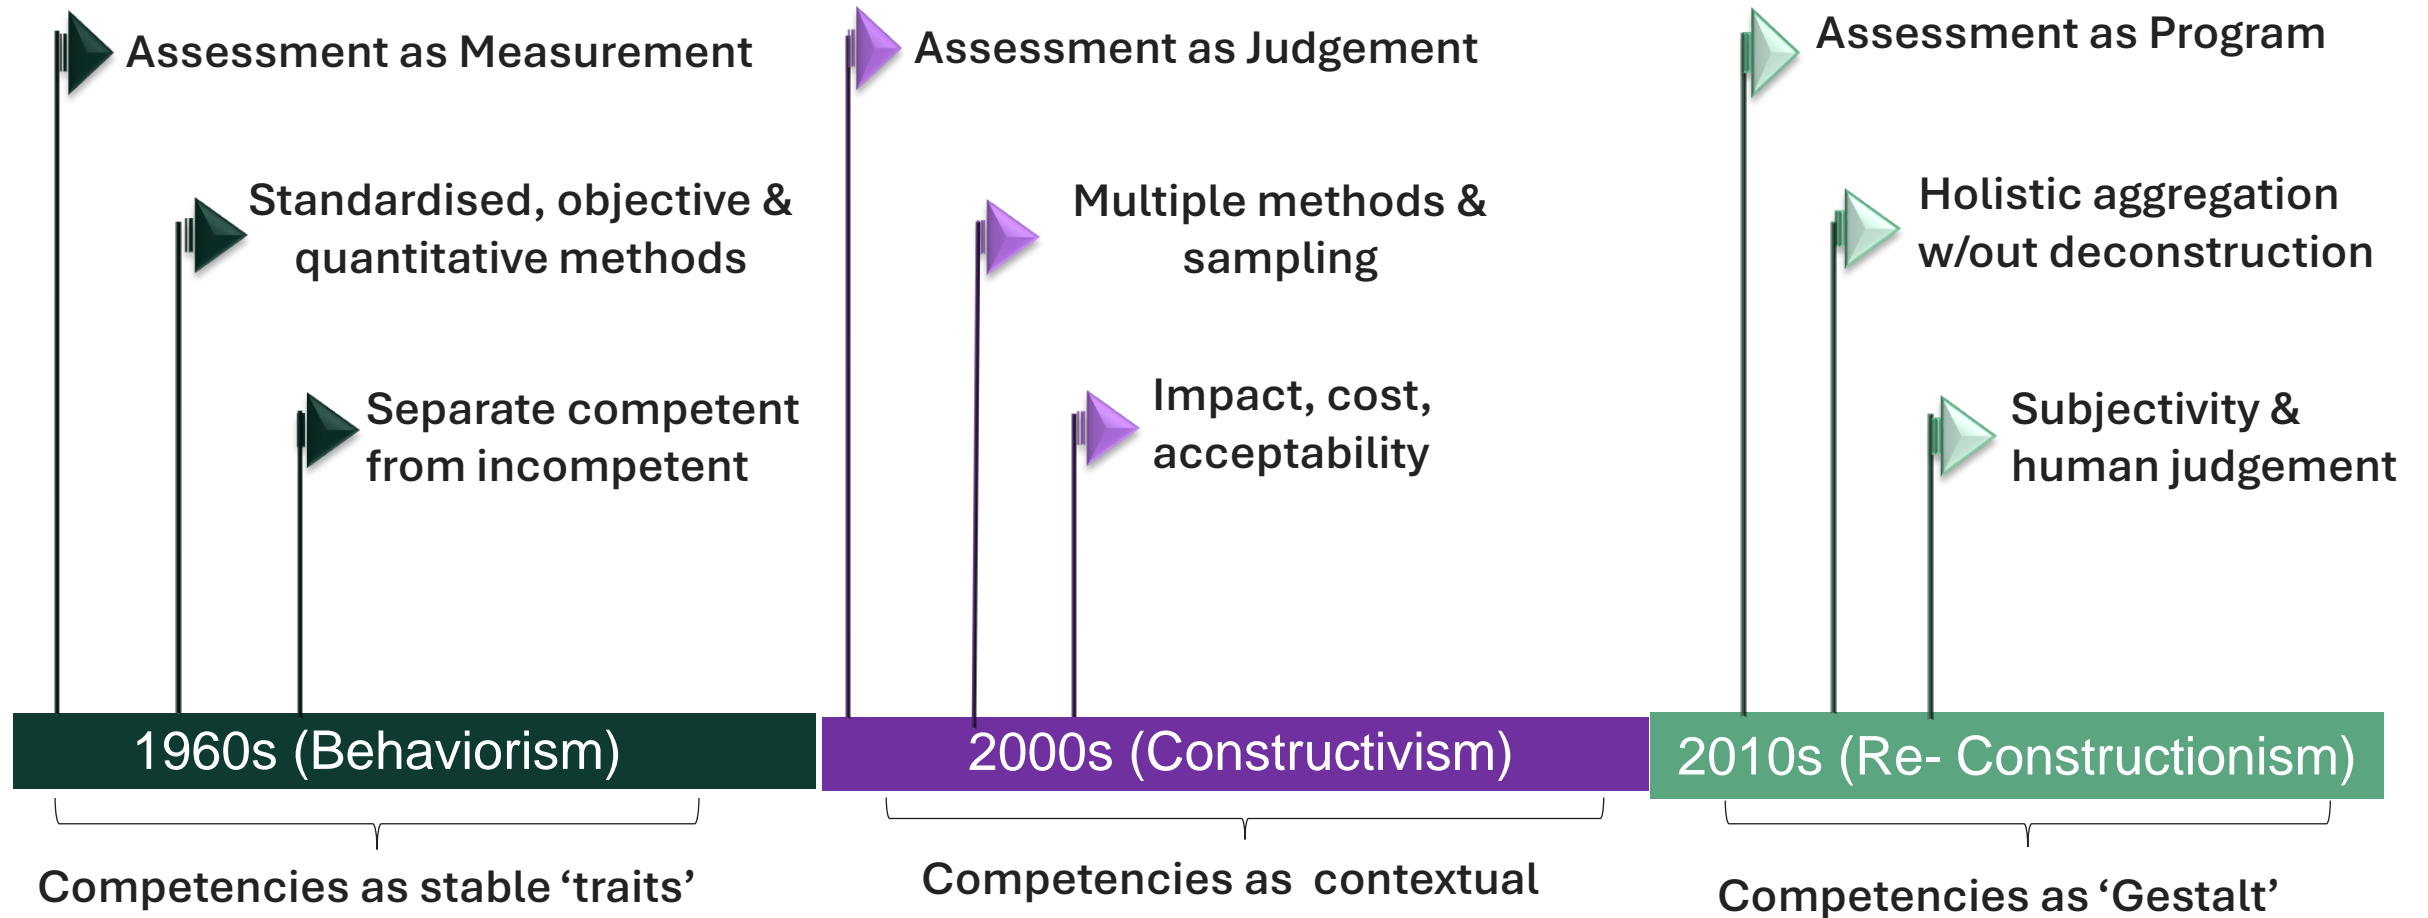 Assessment as Measurement
Standardised, objective &
quantitative methods
Separate competent
from incompetent
1960s (Behaviorism)
Competencies as stable ‘traits’
Assessment as Judgement
Multiple methods &
sampling
Impact, cost,
acceptability
2000s (Constructivism)
Competencies as  contextual
Assessment as Program
Holistic aggregation
w/out deconstruction
Subjectivity &
human judgement
2010s (Re- Constructionism)
Competencies as ‘Gestalt’